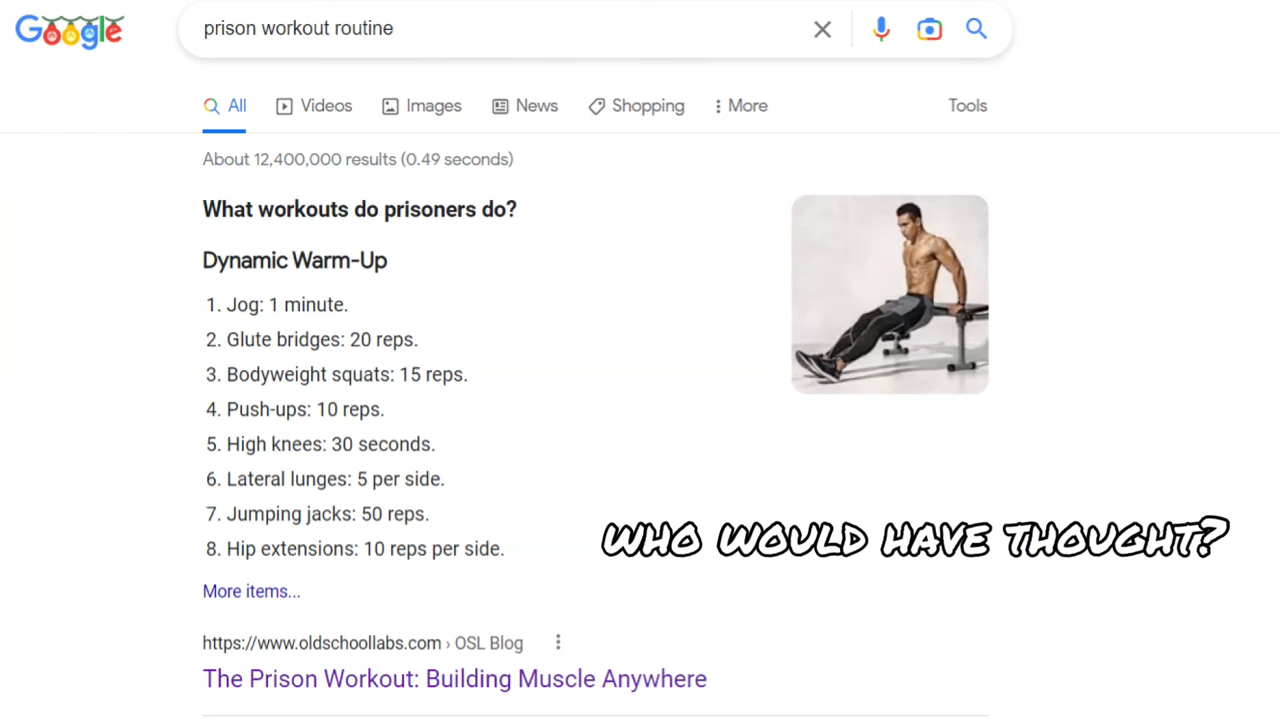 Google
prison workout routine
All Videos Images News Shopping More Tools
About 12,400,000 results (0.49 seconds)
What workouts do prisoners do?
Dynamic Warm-Up
1. Jog: 1 minute.
2. Glute bridges: 20 reps.
3. Bodyweight squats: 15 reps.
4. Push-ups: 10 reps.
5. High knees: 30 seconds.
6. Lateral lunges: 5 per side.
7. Jumping jacks: 50 reps.
8. Hip extensions: 10 reps per side.
WHO WOULD HAVE THOUGHT?
More items...
https://www.oldschoollabs.com › OSL Blog
The Prison Workout: Building Muscle Anywhere